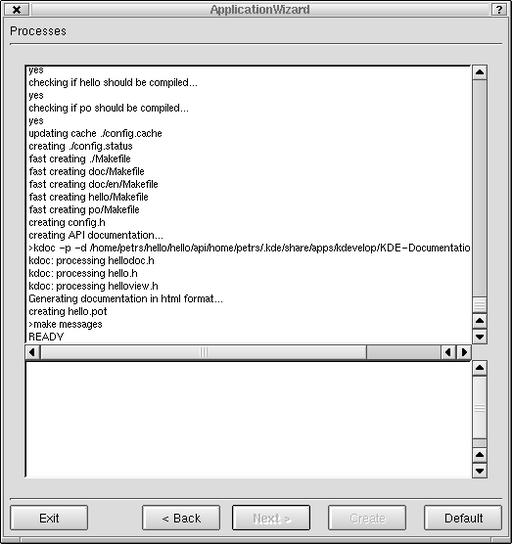 ApplicationWizard
?
Processes
yes
checking if hello should be compiled...
yes
checking if po should be compiled...
yes
updating cache ./config.cache
creating ./config.status
fast creating ./Makefile
fast creating doc/Makefile
fast creating doc/en/Makefile
fast creating hello/Makefile
fast creating po/Makefile
creating config.h
creating API documentation...
>kdoc -p -d /home/petrs/hello/hello/api/home/petrs/.kde/share/apps/kdevelop/KDE-Documentatio
kdoc: processing hellodoc.h
kdoc: processing hello.h
kdoc: processing helloview.h
Generating documentation in html format...
creating hello.pot
>make messages
READY
Exit
< Back
Next >
Create
Default